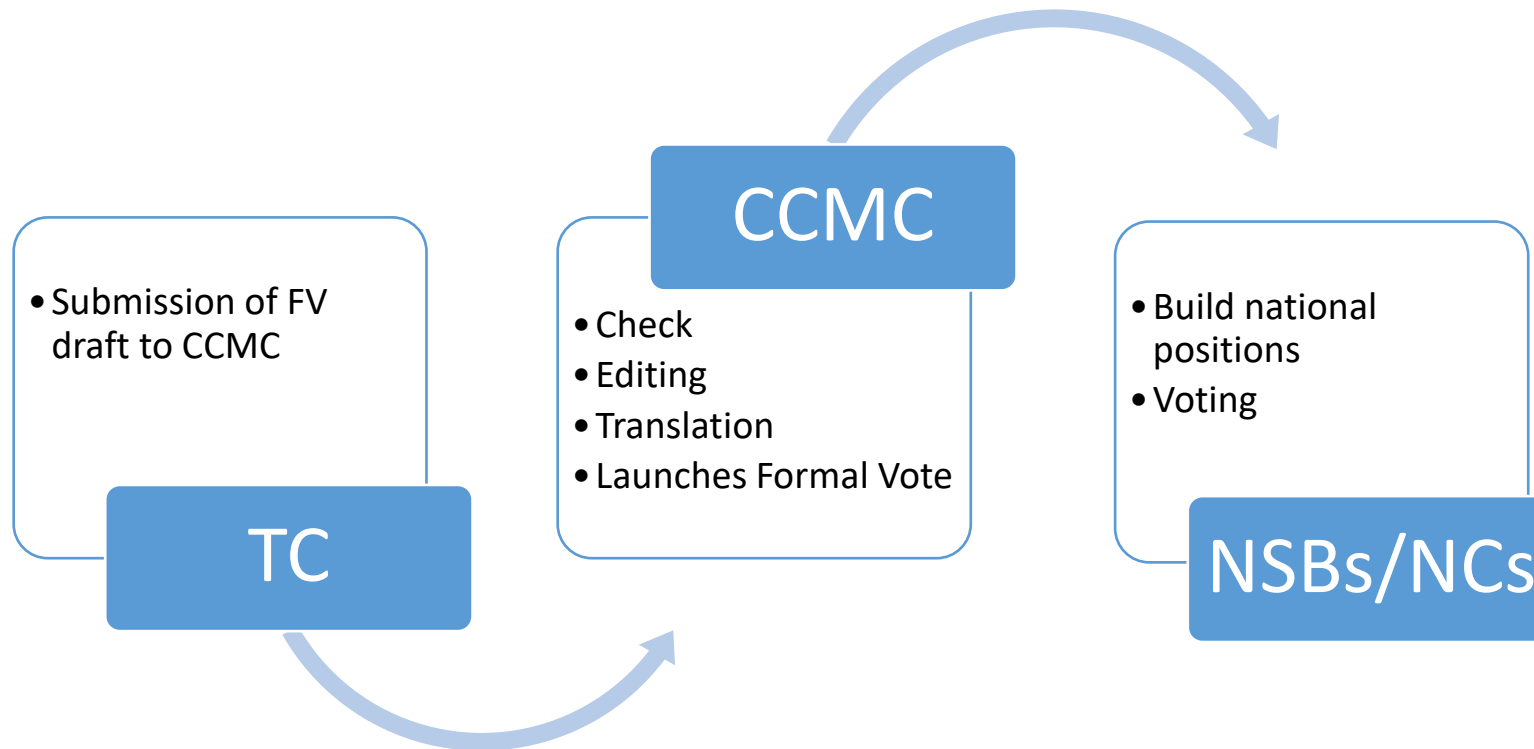 • Submission of FV
draft to CCMC
TC
CCMC
• Check
• Editing
• Translation
• Launches Formal Vote
• Build national
positions
• Voting
NSBs/NCs